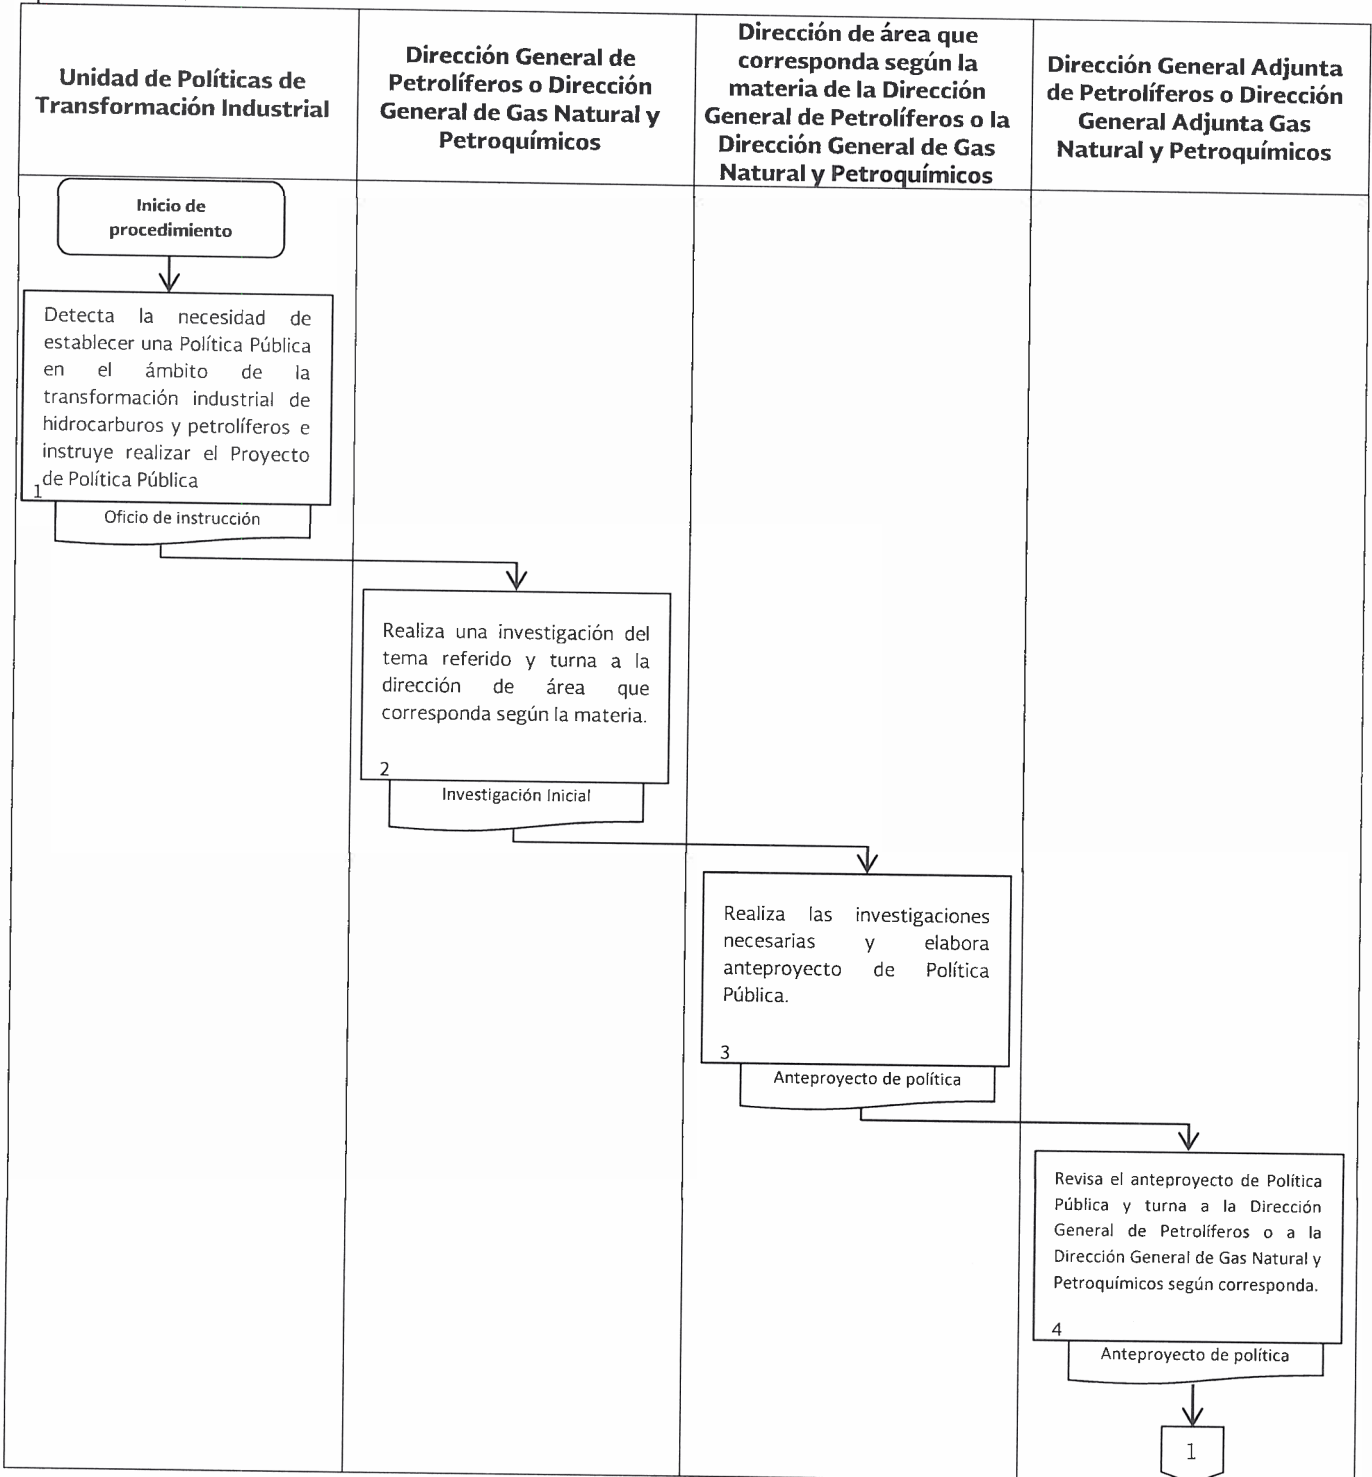 Unidad de Políticas de
Transformación Industrial
Dirección General de
Petrolíferos o Dirección
General de Gas Natural y
Petroquímicos
Dirección de área que
corresponda según la
materia de la Dirección
General de Petrolíferos o la
Dirección General de Gas
Natural y Petroquímicos
Dirección General Adjunta
de Petrolíferos o Dirección
General Adjunta Gas
Natural y Petroquímicos
Inicio de
procedimiento
Detecta la necesidad de
establecer una Política Pública
en el ámbito de la
transformación industrial de
hidrocarburos y petrolíferos e
instruye realizar el Proyecto
de Política Pública
1
Oficio de instrucción
Realiza una investigación del
tema referido y turna a la
dirección de área que
corresponda según la materia.
2
Investigación Inicial
Realiza las investigaciones
necesarias y elabora
anteproyecto de Política
Pública.
3
Anteproyecto de política
Revisa el anteproyecto de Política
Pública y turna a la Dirección
General de Petrolíferos o a la
Dirección General de Gas Natural y
Petroquímicos según corresponda.
4
Anteproyecto de política
1